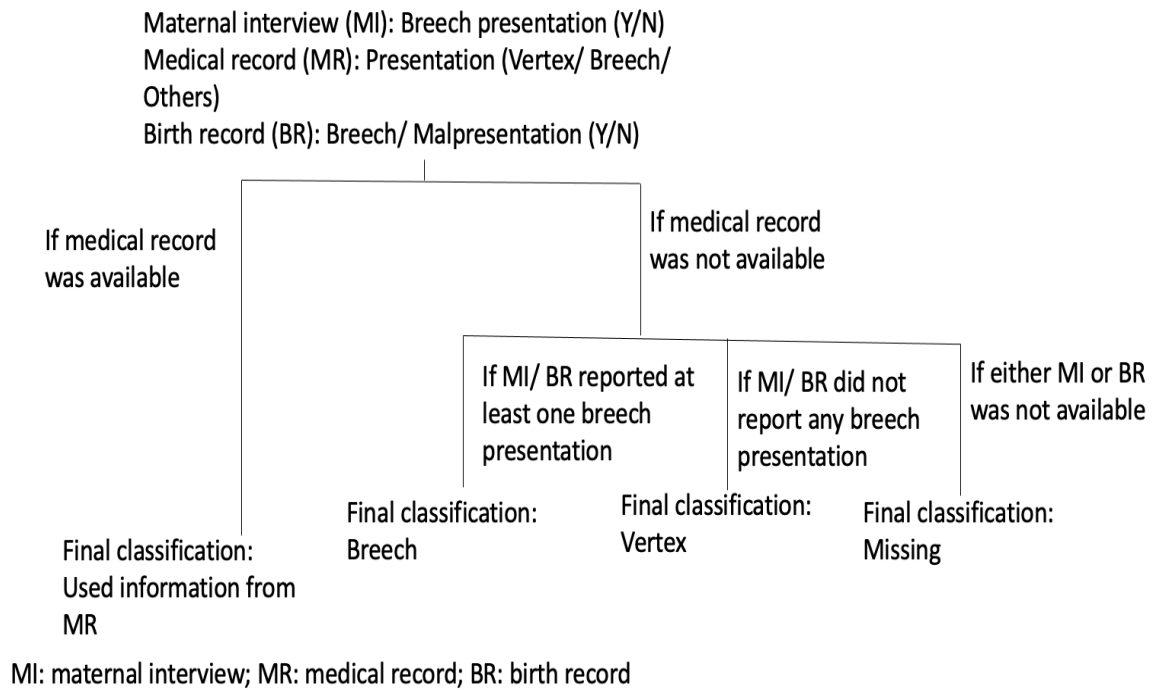 Maternal interview (MI): Breech presentation (Y/N)
Medical record (MR): Presentation (Vertex/ Breech/
Others)
Birth record (BR): Breech/ Malpresentation (Y/N)
If medical record
was available
If medical record
was not available
If MI/ BR reported at
least one breech
presentation
If MI/ BR did not
report any breech
presentation
If either MI or BR
was not available
Final classification:
Used information from
MR
Final classification:
Breech
Final classification:
Vertex
Final classification:
Missing
MI: maternal interview; MR: medical record; BR: birth record